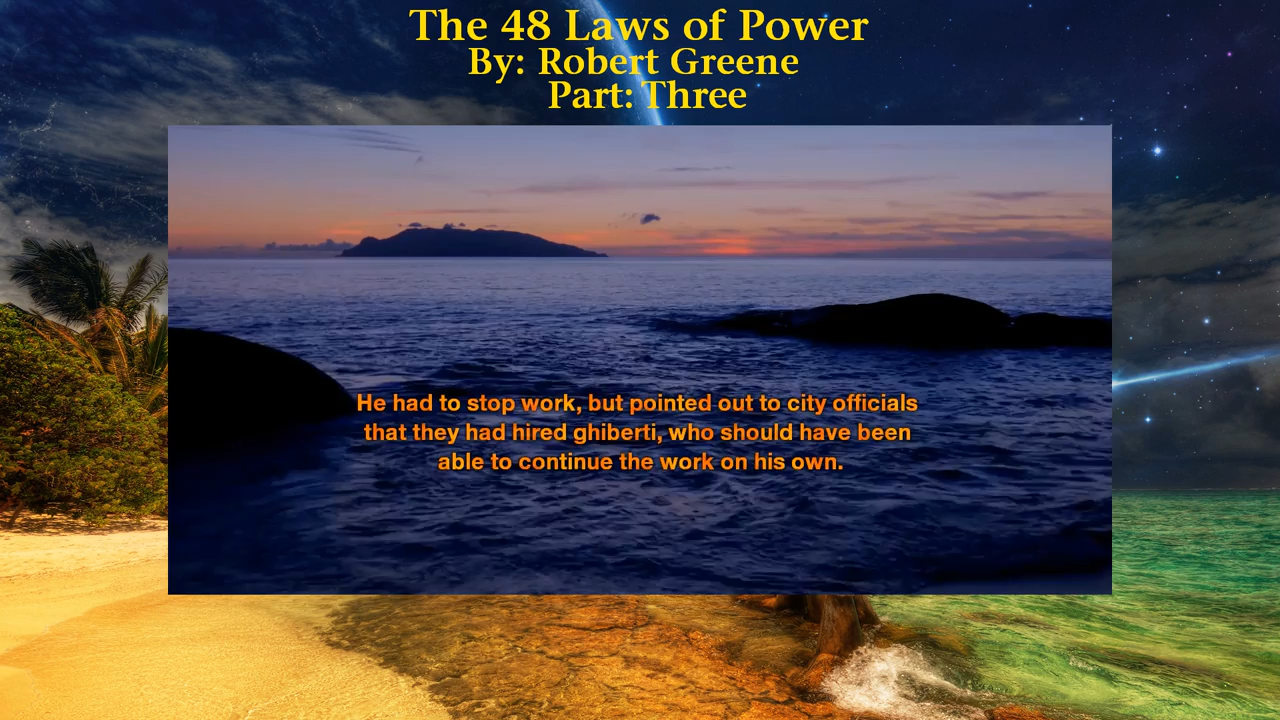 The 48 Laws of Power
By: Robert Greene
Part: Three
He had to stop work, but pointed out to city officials
that they had hired ghiberti, who should have been
able to continue the work on his own.